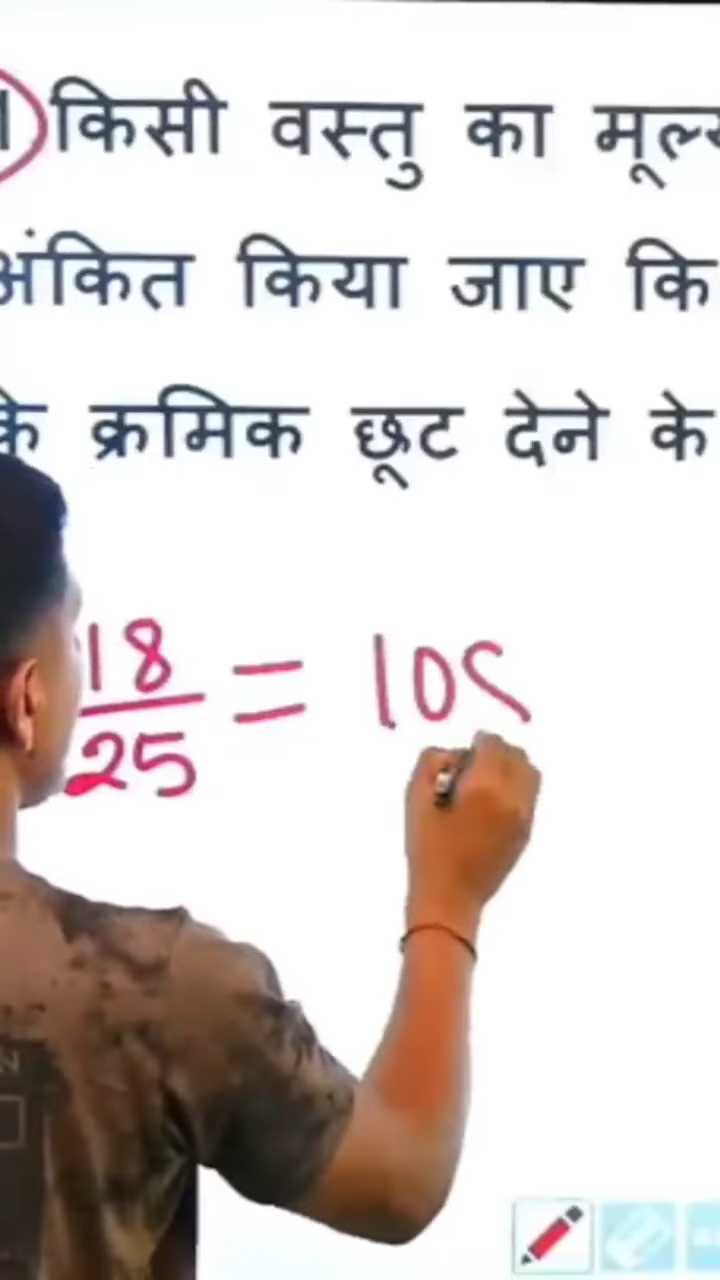 किसी वस्तु का
अंकित किया जाए कि
के क्रमिक छूट देने के
18
25
=